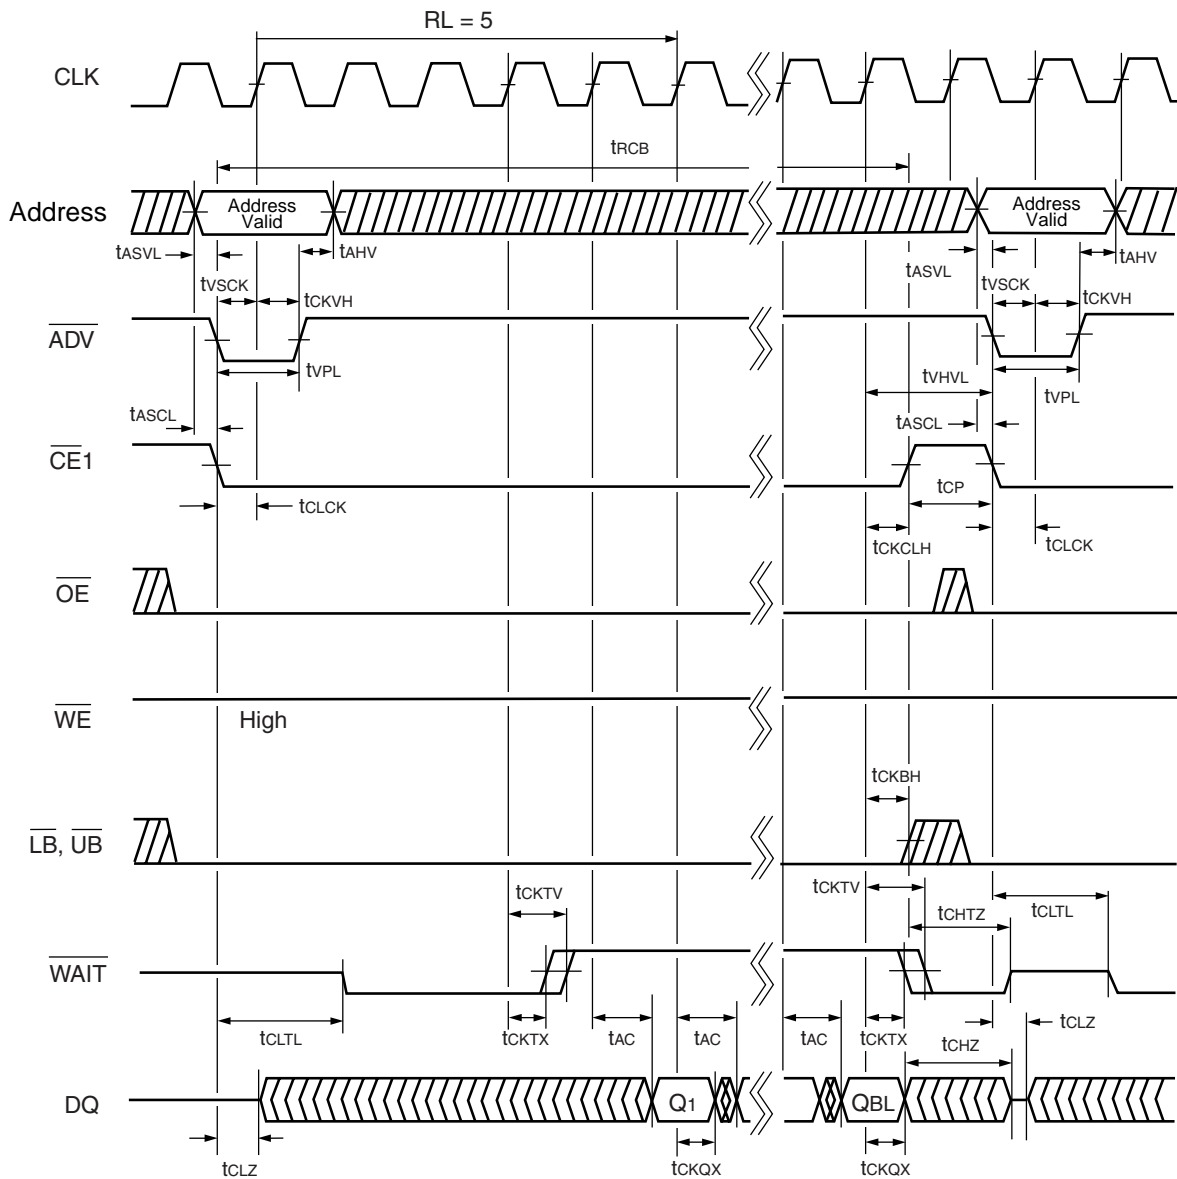 RL = 5
CLK
tRCB
Address
Address Valid
Address Valid
tASVL
tAHV
tASVL
tAHV
tVSCK
tCKVH
tVSCK
tCKVH
ADV
tVPL
tVHVL
tVPL
tASCL
tASCL
CE1
tCP
tCLCK
tCKCLH
tCLCK
OE
WE
High
tCKBH
LB, UB
tCKTV
tCKTV
tCHTZ
tCLTL
WAIT
tCLTL
tCKTX
tAC
tAC
tAC
tCKTX
tCHZ
tCLZ
DQ
Q1
QBL
tCLZ
tCKQX
tCKQX